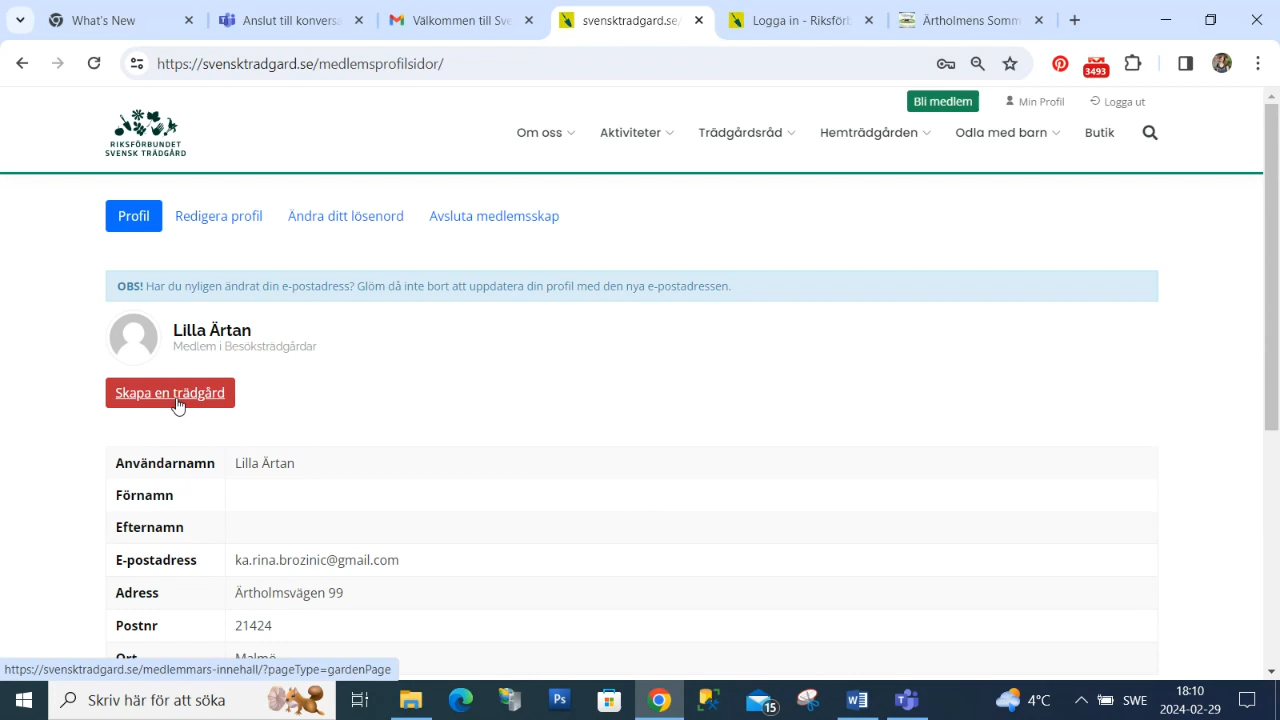 What's New
Anslut till konversa
Välkommen till Sv
svensktradgard.se/
Logga in - Riksförb
Ärtholmens Somm
https://svensktradgard.se/medlemsprofilsidor/
3493
Bli medlem
Min Profil
Logga ut
RIKSFÖRBUNDET
SVENSK TRÄDGÅRD
Om oss
Aktiviteter
Trädgårdsråd
Hemträdgården
Odla med barn
Butik
Profil
Redigera profil
Ändra ditt lösenord
Avsluta medlemsskap
OBS! Har du nyligen ändrat din e-postadress? Glöm då inte bort att uppdatera din profil med den nya e-postadressen.
Lilla Ärtan
Medlem i Besöksträdgårdar
Skapa en trädgård
Användarnamn Lilla Ärtan
Förnamn
Efternamn
E-postadress ka.rina.brozinic@gmail.com
Adress Ärtholmsvägen 99
Postnr 21424
Ort Malmö
https://svensktradgard.se/medlemmars-innehall/?pageType=gardenPage
Skriv här för att söka
Ps
15
4°C
SWE
18:10
2024-02-29